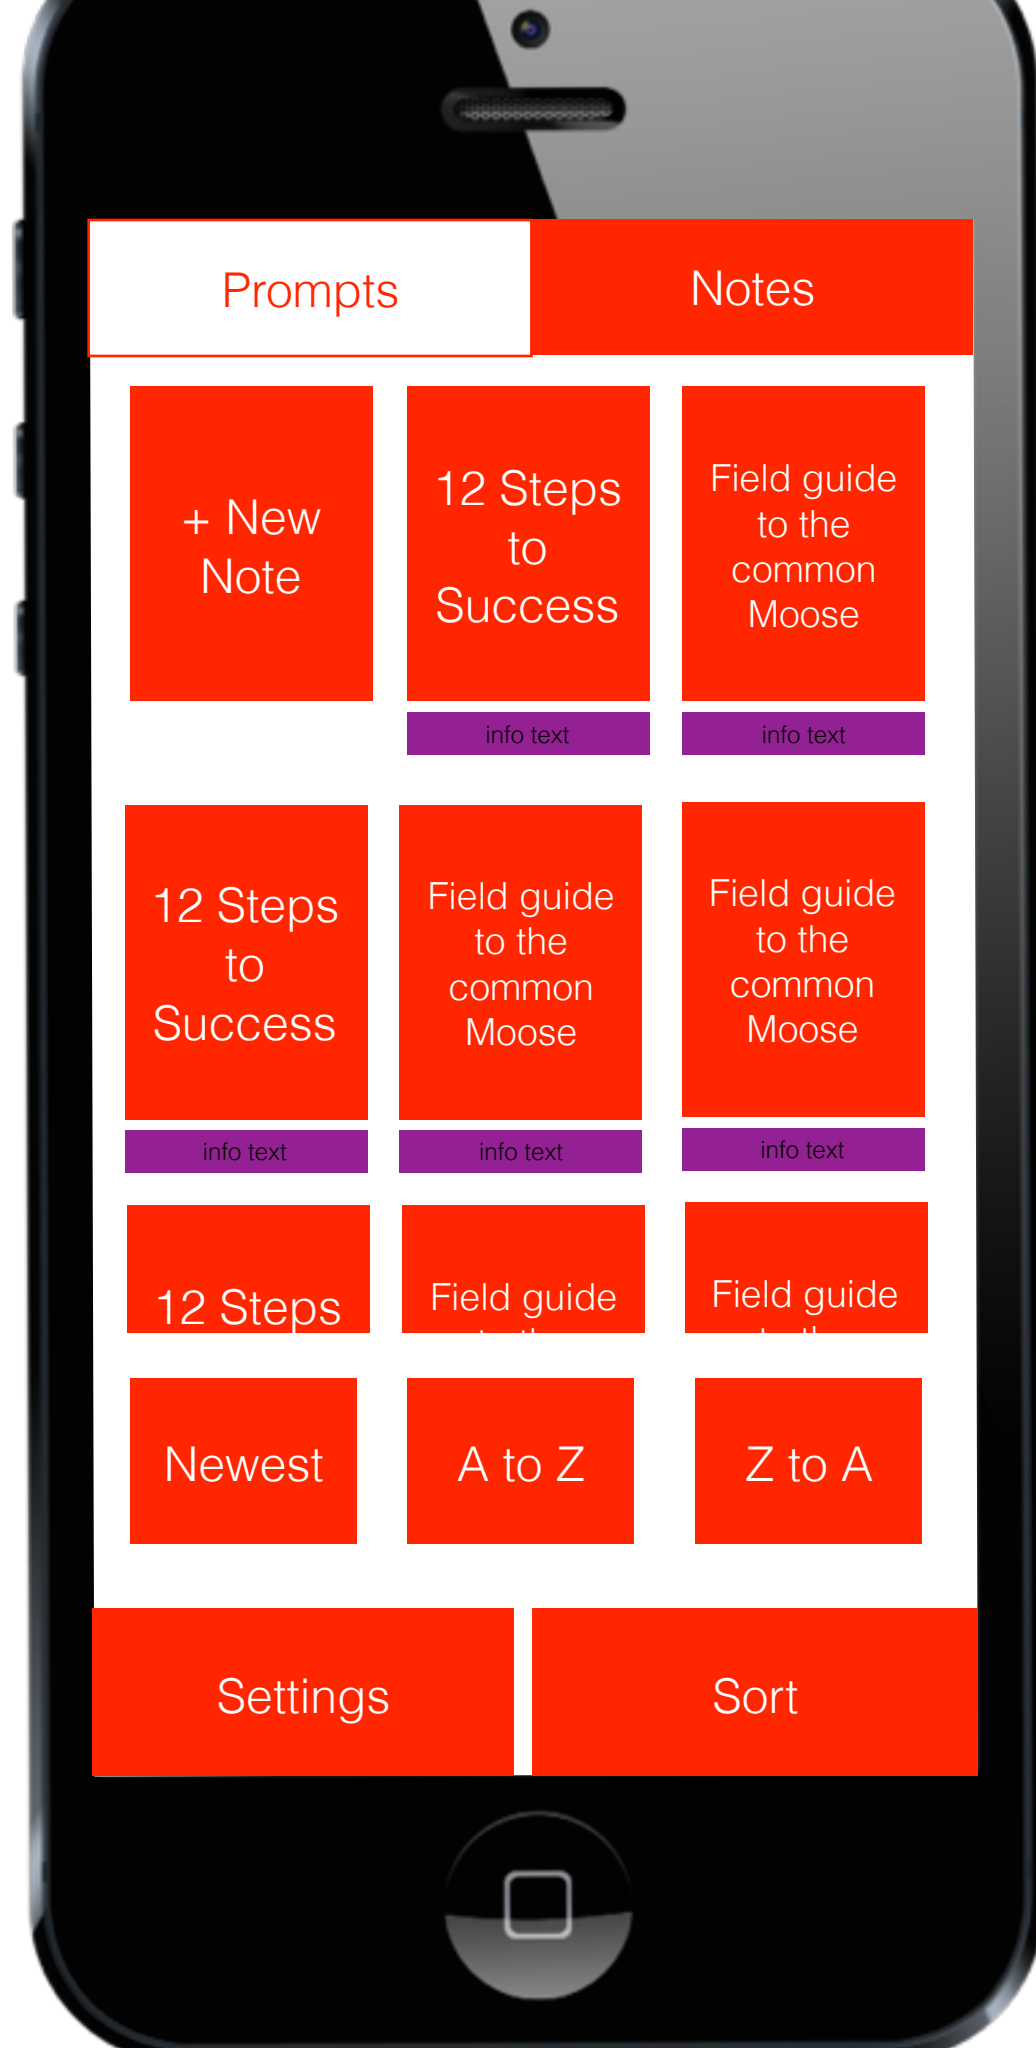 Prompts
Notes
+ New
Note
12 Steps
to
Success
Field guide
to the
common
Moose
info text
info text
12 Steps
to
Success
Field guide
to the
common
Moose
Field guide
to the
common
Moose
info text
info text
info text
12 Steps
Field guide
Field guide
Newest
A to Z
Z to A
Settings
Sort